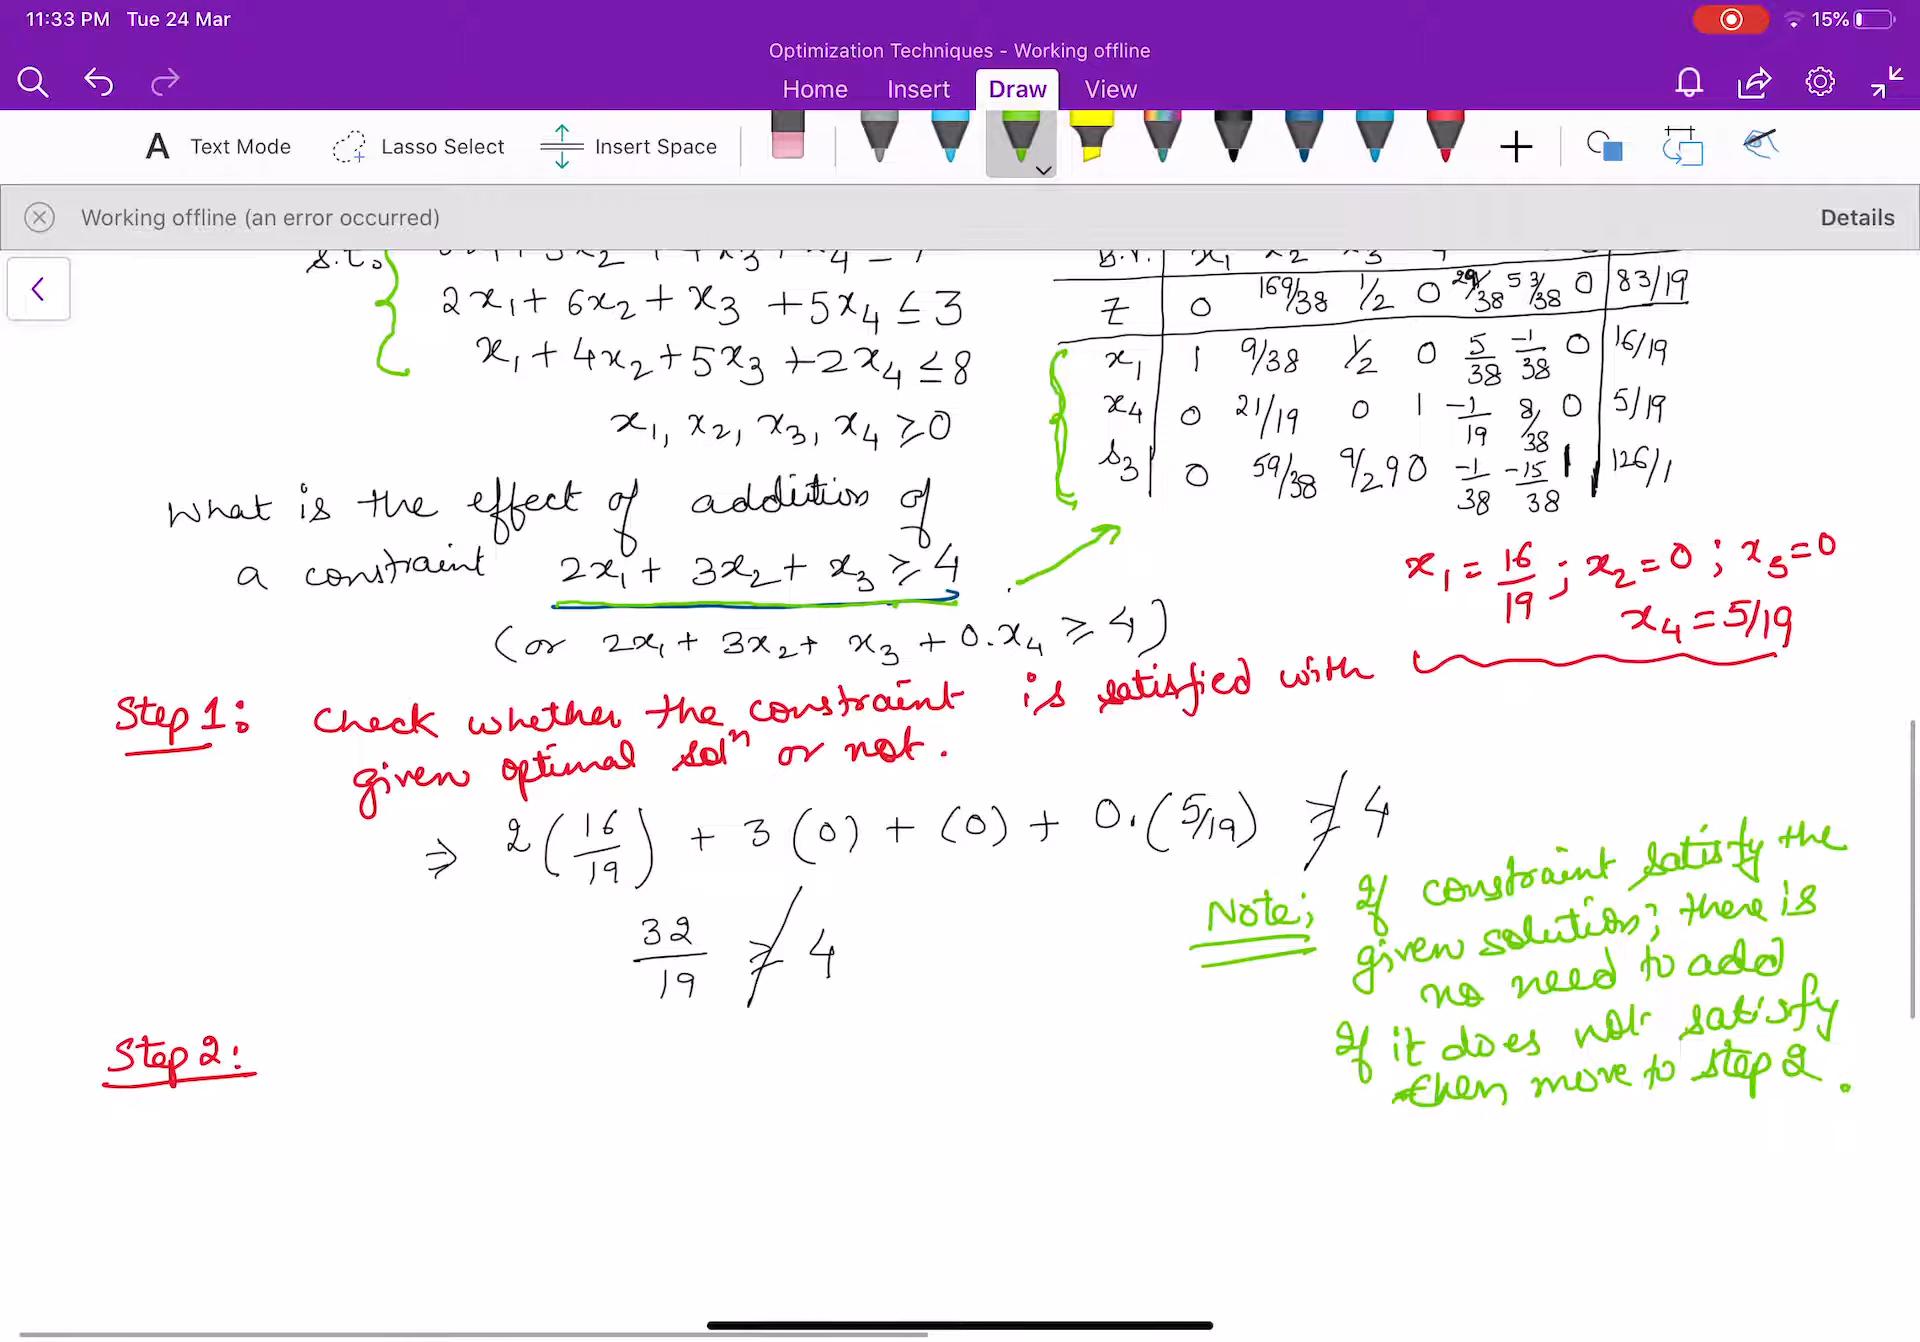 11:33 PM Tue 24 Mar
15%
Optimization Techniques - Working offline
Home Insert Draw View
Text Mode Lasso Select Insert Space
Working offline (an error occurred) Details
s.t.
2x₁ + 6x₂ + x₃ + 5x₄ ≤ 3
x₁ + 4x₂ + 5x₃ + 2x₄ ≤ 8
x₁, x₂, x₃, x₄ ≥ 0
What is the effect of addition of
a constraint 2x₁ + 3x₂ + x₃ ≥ 4
(or 2x₁ + 3x₂ + x₃ + 0.x₄ ≥ 4)
B.V. x₁ x₂ x₃ 4
Z 0 169/38 1/2 0 /38 53/38 0 83/19
x₁ 1 9/38 1/2 0 5/38 -1/38 0 16/19
x₄ 0 21/19 0 1 -1/19 8/38 0 5/19
s₃ 0 59/38 9/2 0 -1/38 -15/38 1 126/1
x₁ = 16/19 ; x₂ = 0 ; x₃ = 0
x₄ = 5/19
Step 1: Check whether the constraint is satisfied with
given optimal solⁿ or not.
⇒ 2(16/19) + 3(0) + (0) + 0.(5/19) ≱ 4
32/19 ≱ 4
Note; If constraint satisfy the
given solution; there is
no need to add
If it does not satisfy
then move to step 2.
Step 2: